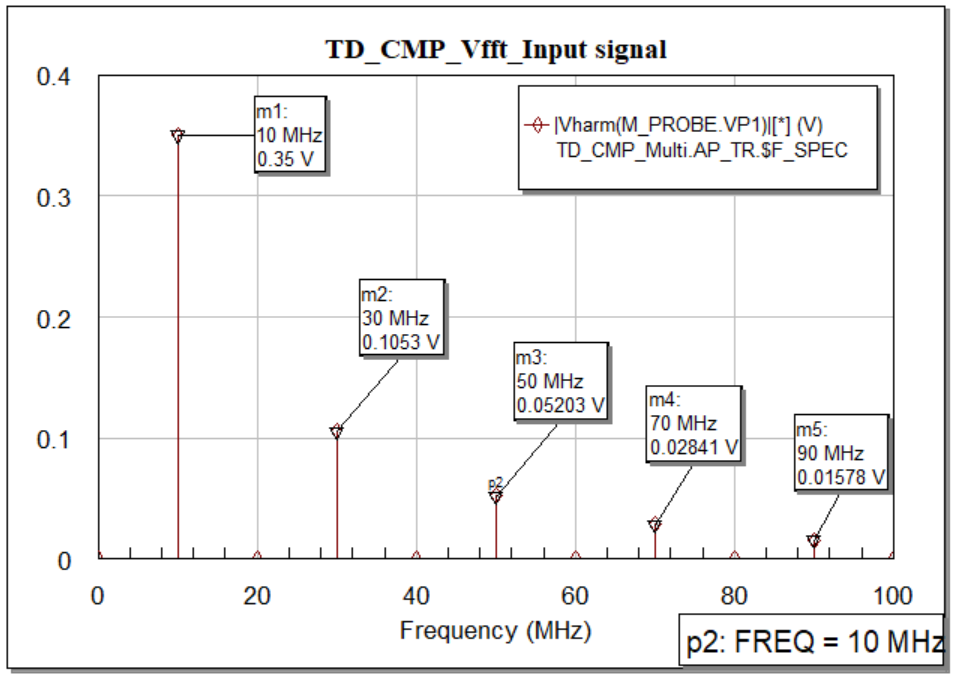 TD_CMP_Vfft_Input signal
0.4
0.3
0.2
0.1
0
m1:
10 MHz
0.35 V
|Vharm(M_PROBE.VP1)|[*] (V)
TD_CMP_Multi.AP_TR.$F_SPEC
m2:
30 MHz
0.1053 V
m3:
50 MHz
0.05203 V
m4:
70 MHz
0.02841 V
m5:
90 MHz
0.01578 V
p2
0 20 40 60 80 100
Frequency (MHz)
p2: FREQ = 10 MHz